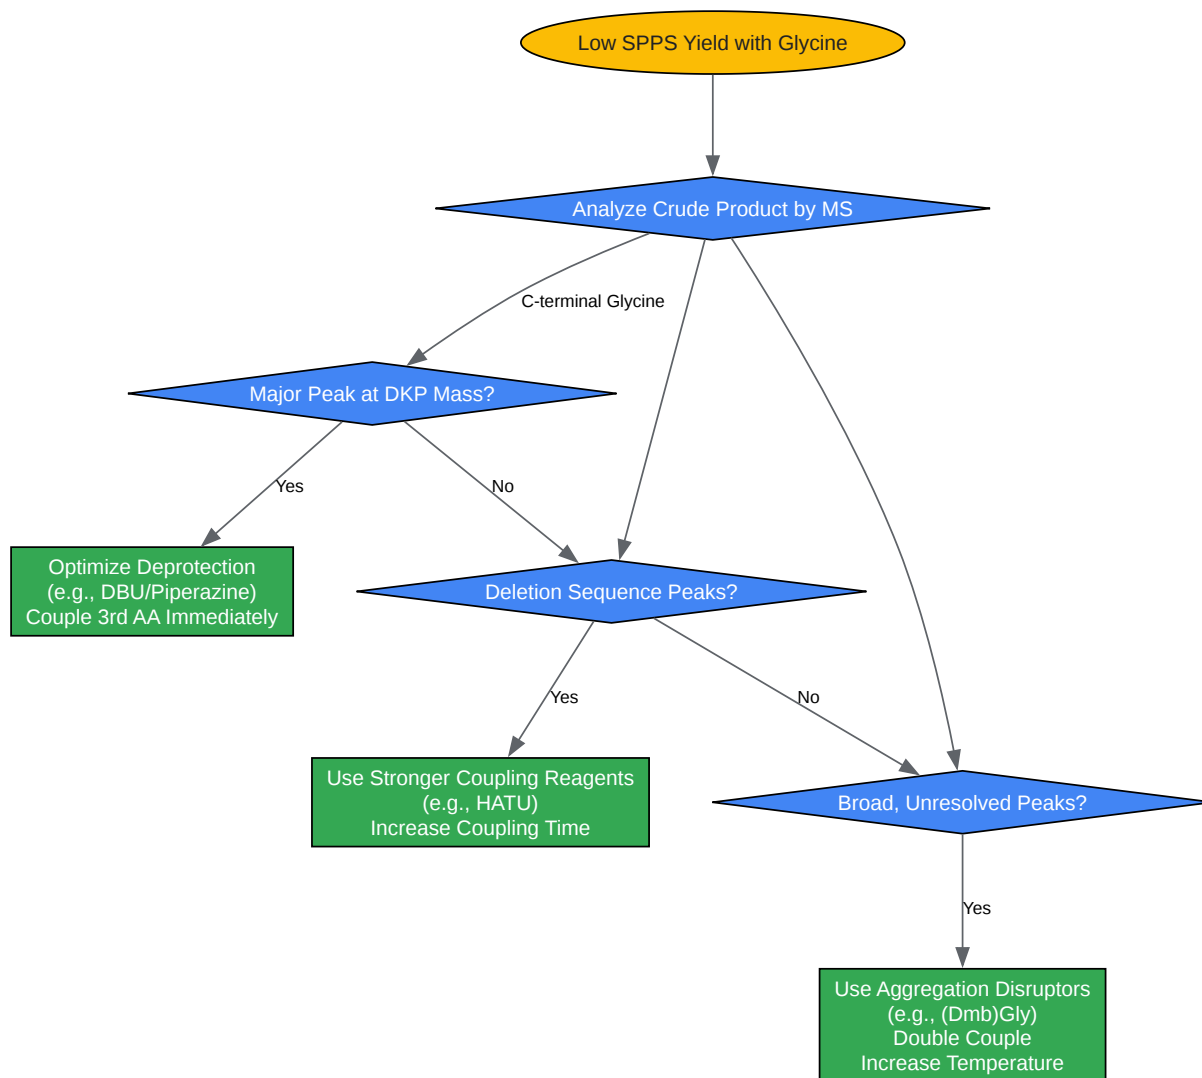 Low SPPS Yield with Glycine
Analyze Crude Product by MS
C-terminal Glycine
Major Peak at DKP Mass?
Yes
No
Optimize Deprotection
(e.g., DBU/Piperazine)
Couple 3rd AA Immediately
Deletion Sequence Peaks?
Yes
No
Use Stronger Coupling Reagents
(e.g., HATU)
Increase Coupling Time
Broad, Unresolved Peaks?
Yes
Use Aggregation Disruptors
(e.g., (Dmb)Gly)
Double Couple
Increase Temperature